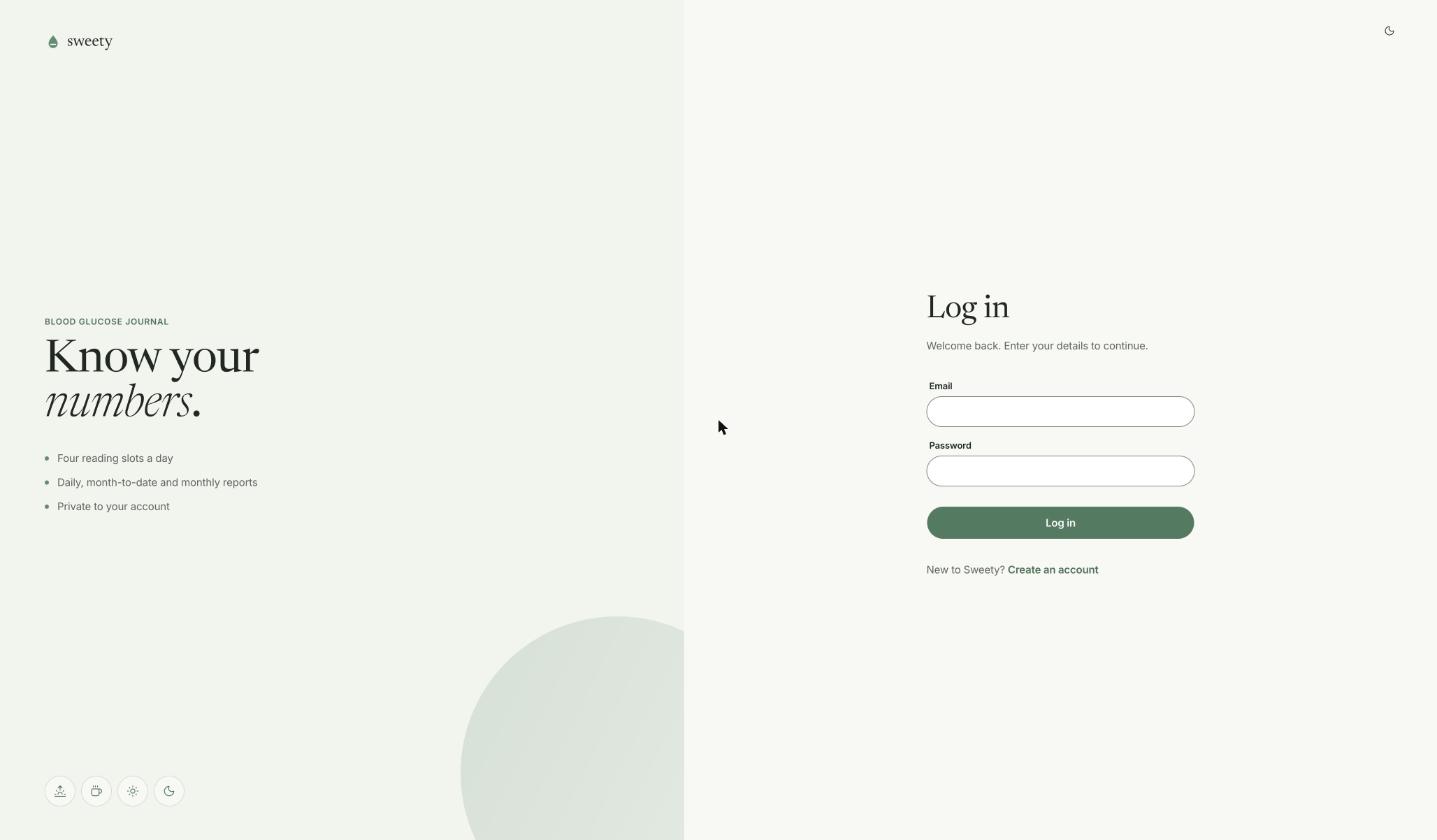 sweety
BLOOD GLUCOSE JOURNAL
Know your
numbers.
Four reading slots a day
Daily, month-to-date and monthly reports
Private to your account
Log in
Welcome back. Enter your details to continue.
Email
Password
Log in
New to Sweety? Create an account